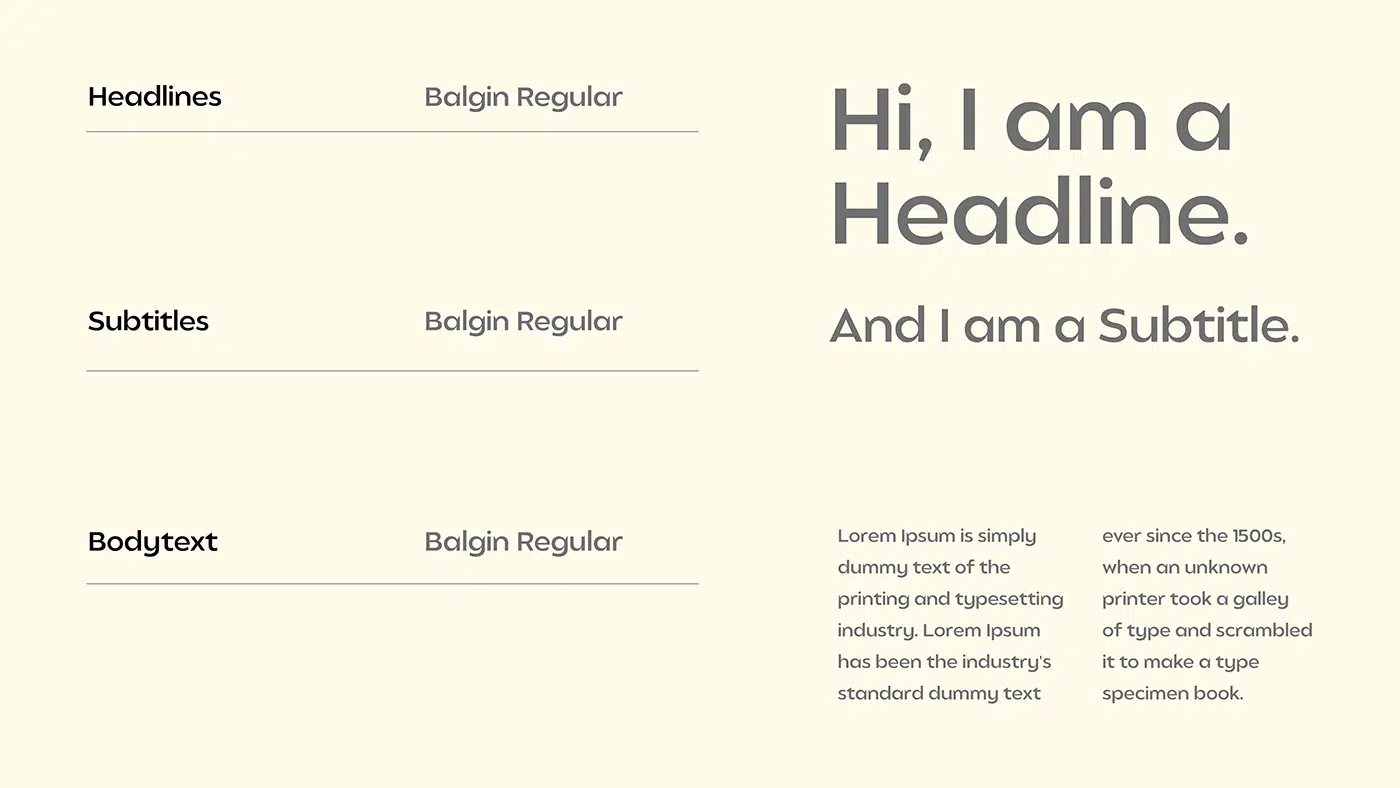 Headlines
Balgin Regular
Hi, I am a
Headline.
Subtitles
Balgin Regular
And I am a Subtitle.
Bodytext
Balgin Regular
Lorem Ipsum is simply
dummy text of the
printing and typesetting
industry. Lorem Ipsum
has been the industry's
standard dummy text
ever since the 1500s,
when an unknown
printer took a galley
of type and scrambled
it to make a type
specimen book.